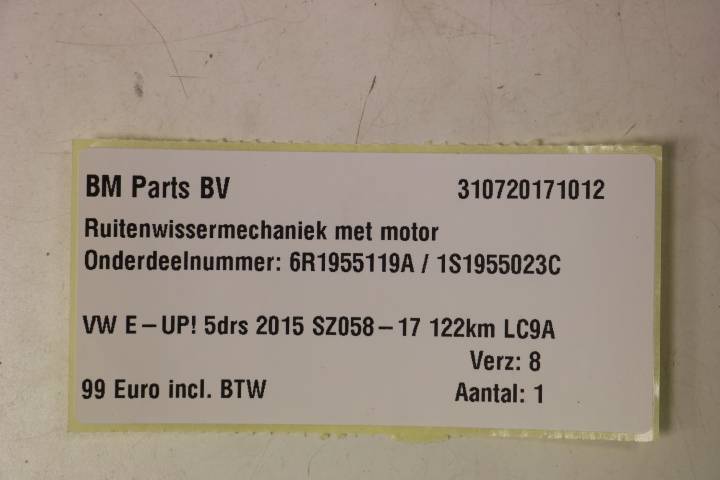 BM Parts BV 310720171012
Ruitenwissermechaniek met motor
Onderdeelnummer: 6R1955119A / 1S1955023C
VW E-UP! 5drs 2015 SZ058-17 122km LC9A
Verz: 8
99 Euro incl. BTW Aantal: 1